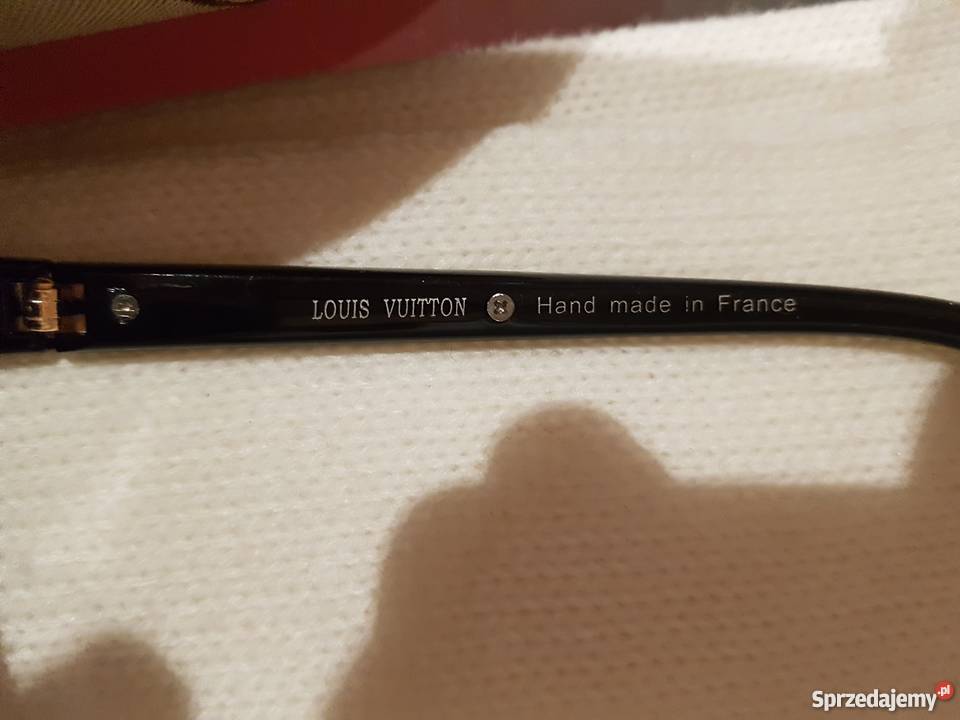 LOUIS VUITTON Hand made in France
Sprzedajemy.pl